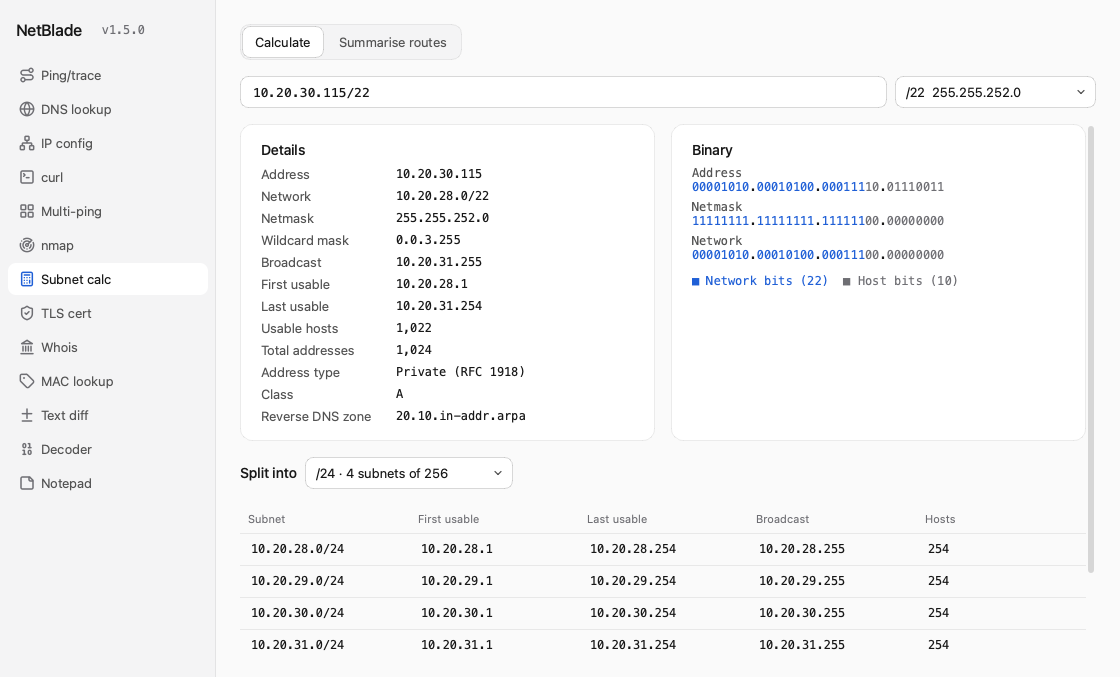 NetBlade v1.5.0
Ping/trace
DNS lookup
IP config
curl
Multi-ping
nmap
Subnet calc
TLS cert
Whois
MAC lookup
Text diff
Decoder
Notepad
Calculate Summarise routes
10.20.30.115/22 /22 255.255.252.0
Details
Address 10.20.30.115
Network 10.20.28.0/22
Netmask 255.255.252.0
Wildcard mask 0.0.3.255
Broadcast 10.20.31.255
First usable 10.20.28.1
Last usable 10.20.31.254
Usable hosts 1,022
Total addresses 1,024
Address type Private (RFC 1918)
Class A
Reverse DNS zone 20.10.in-addr.arpa
Binary
Address
00001010.00010100.00011110.01110011
Netmask
11111111.11111111.11111100.00000000
Network
00001010.00010100.00011100.00000000
Network bits (22) Host bits (10)
Split into /24 · 4 subnets of 256
Subnet First usable Last usable Broadcast Hosts
10.20.28.0/24 10.20.28.1 10.20.28.254 10.20.28.255 254
10.20.29.0/24 10.20.29.1 10.20.29.254 10.20.29.255 254
10.20.30.0/24 10.20.30.1 10.20.30.254 10.20.30.255 254
10.20.31.0/24 10.20.31.1 10.20.31.254 10.20.31.255 254